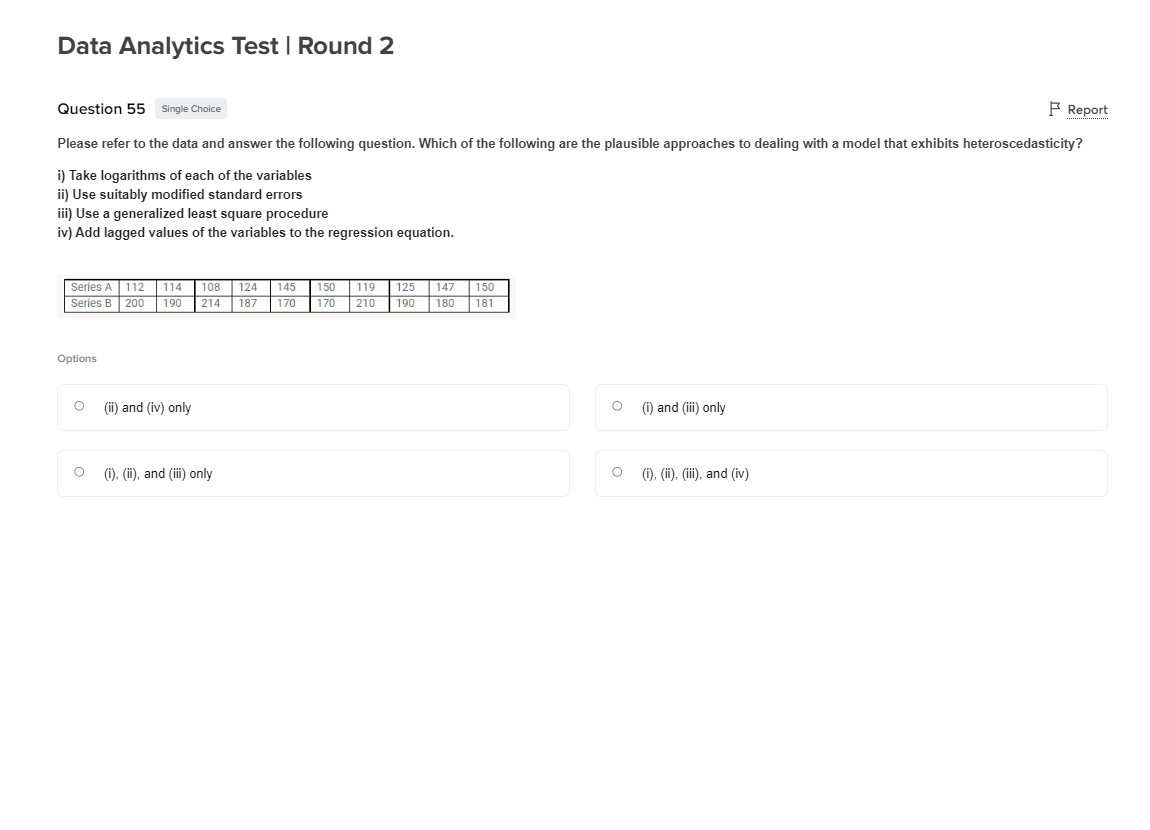 Data Analytics Test | Round 2
Question 55 Single Choice Report
Please refer to the data and answer the following question. Which of the following are the plausible approaches to dealing with a model that exhibits heteroscedasticity?
i) Take logarithms of each of the variables
ii) Use suitably modified standard errors
iii) Use a generalized least square procedure
iv) Add lagged values of the variables to the regression equation.
Series A 112 114 108 124 145 150 119 125 147 150
Series B 200 190 214 187 170 170 210 190 180 181
Options
(ii) and (iv) only
(i) and (iii) only
(i), (ii), and (iii) only
(i), (ii), (iii), and (iv)